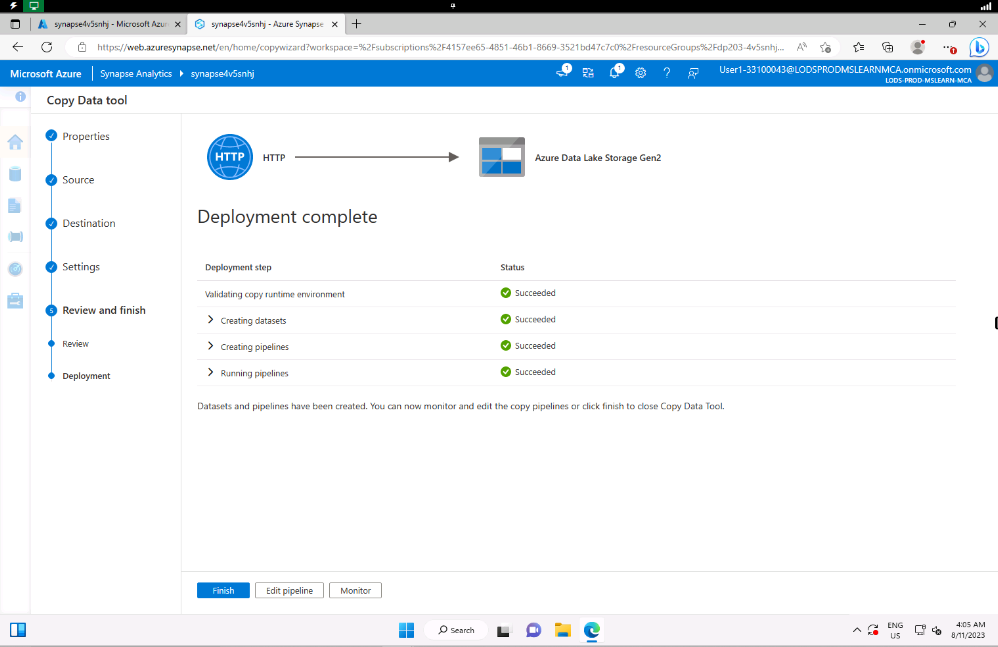 synapse4v5snhj - Microsoft Azur
synapse4v5snhj - Azure Synapse
https://web.azuresynapse.net/en/home/copywizard?workspace=%2Fsubscriptions%2F4157ee65-4851-46b1-8669-3521bd47c7c0%2FresourceGroups%2Fdp203-4v5snhj...
Microsoft Azure
Synapse Analytics
synapse4v5snhj
1
1
?
User1-33100043@LODSPRODMSLEARNMCA.onmicrosoft.com
LODS-PROD-MSLEARN-MCA
Copy Data tool
Properties
Source
Destination
Settings
5
Review and finish
Review
Deployment
HTTP
HTTP
Azure Data Lake Storage Gen2
Deployment complete
Deployment step
Status
Validating copy runtime environment
Succeeded
Creating datasets
Succeeded
Creating pipelines
Succeeded
Running pipelines
Succeeded
Datasets and pipelines have been created. You can now monitor and edit the copy pipelines or click finish to close Copy Data Tool.
Finish
Edit pipeline
Monitor
Search
ENG
US
4:05 AM
8/11/2023